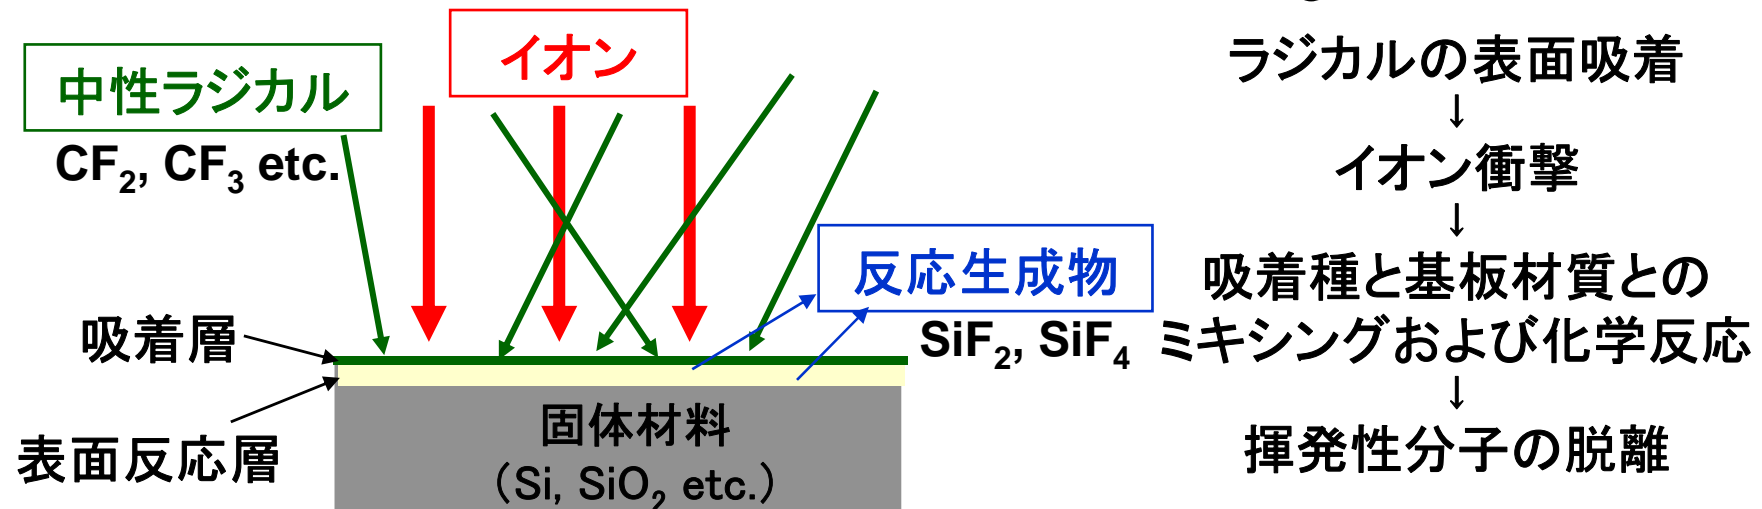 イオン
中性ラジカル
CF2, CF3 etc.
反応生成物
SiF2, SiF4
吸着層
表面反応層
固体材料
(Si, SiO2 etc.)
ラジカルの表面吸着
↓
イオン衝撃
↓
吸着種と基板材質との
ミキシングおよび化学反応
↓
揮発性分子の脱離